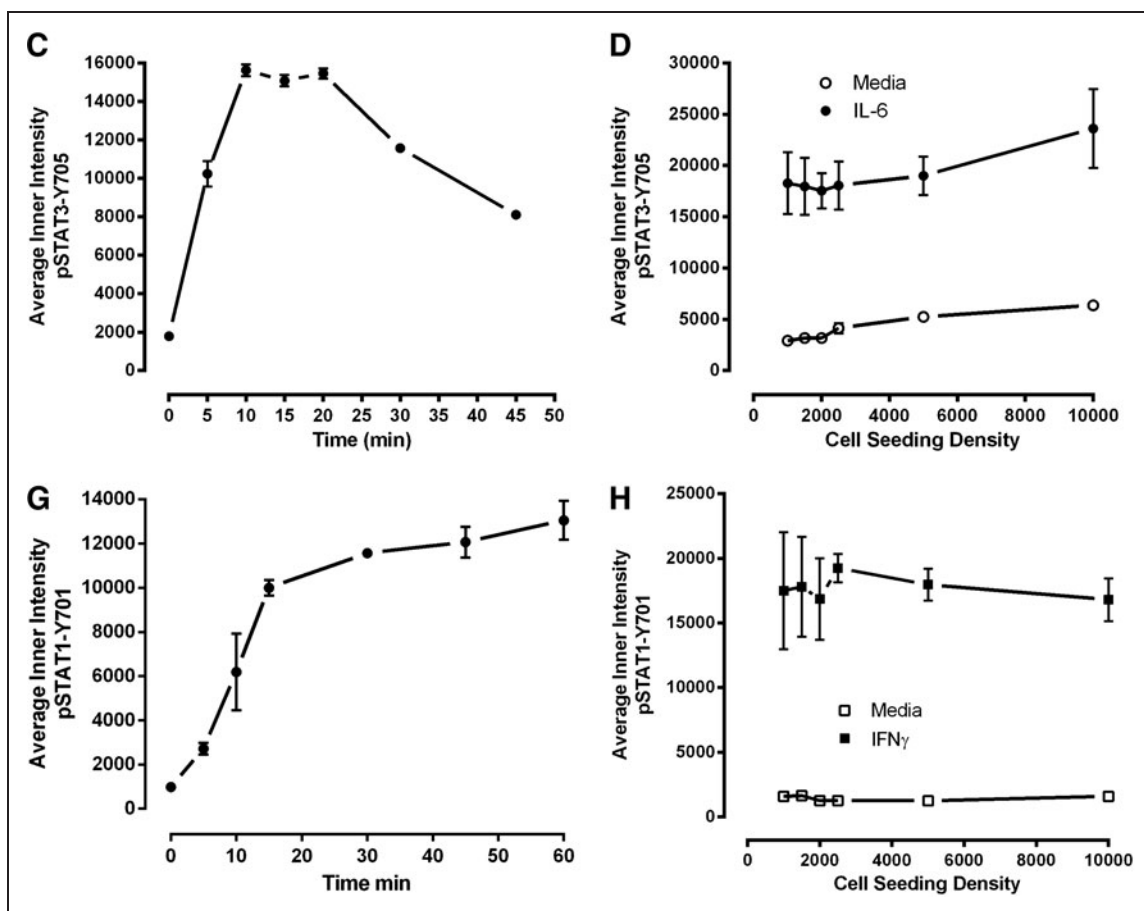 C
Average Inner Intensity
pSTAT3-Y705
16000
14000
12000
10000
8000
6000
4000
2000
0
0 5 10 15 20 25 30 35 40 45 50
Time (min)
D
Average Inner Intensity
pSTAT3-Y705
30000
25000
20000
15000
10000
5000
0
Media
IL-6
0 2000 4000 6000 8000 10000
Cell Seeding Density
G
Average Inner Intensity
pSTAT1-Y701
14000
12000
10000
8000
6000
4000
2000
0
0 10 20 30 40 50 60
Time min
H
Average Inner Intensity
pSTAT1-Y701
25000
20000
15000
10000
5000
0
Media
IFNγ
0 2000 4000 6000 8000 10000
Cell Seeding Density